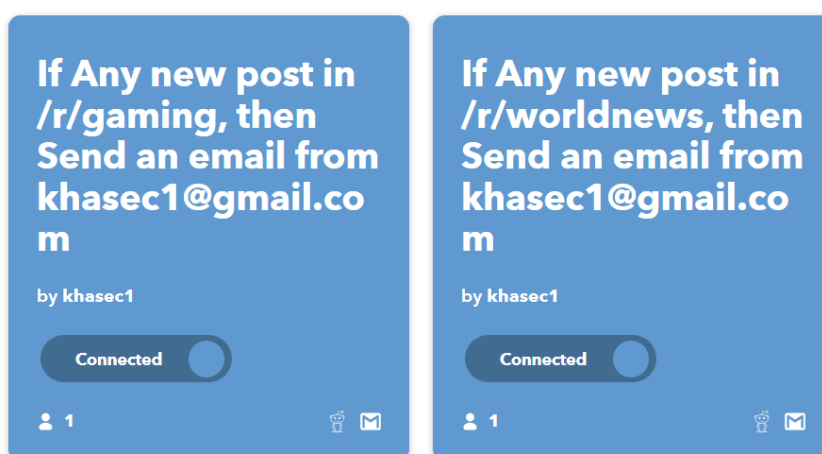 If Any new post in
/r/gaming, then
Send an email from
khasec1@gmail.co
m
by khasec1
Connected
1
If Any new post in
/r/worldnews, then
Send an email from
khasec1@gmail.co
m
by khasec1
Connected
1